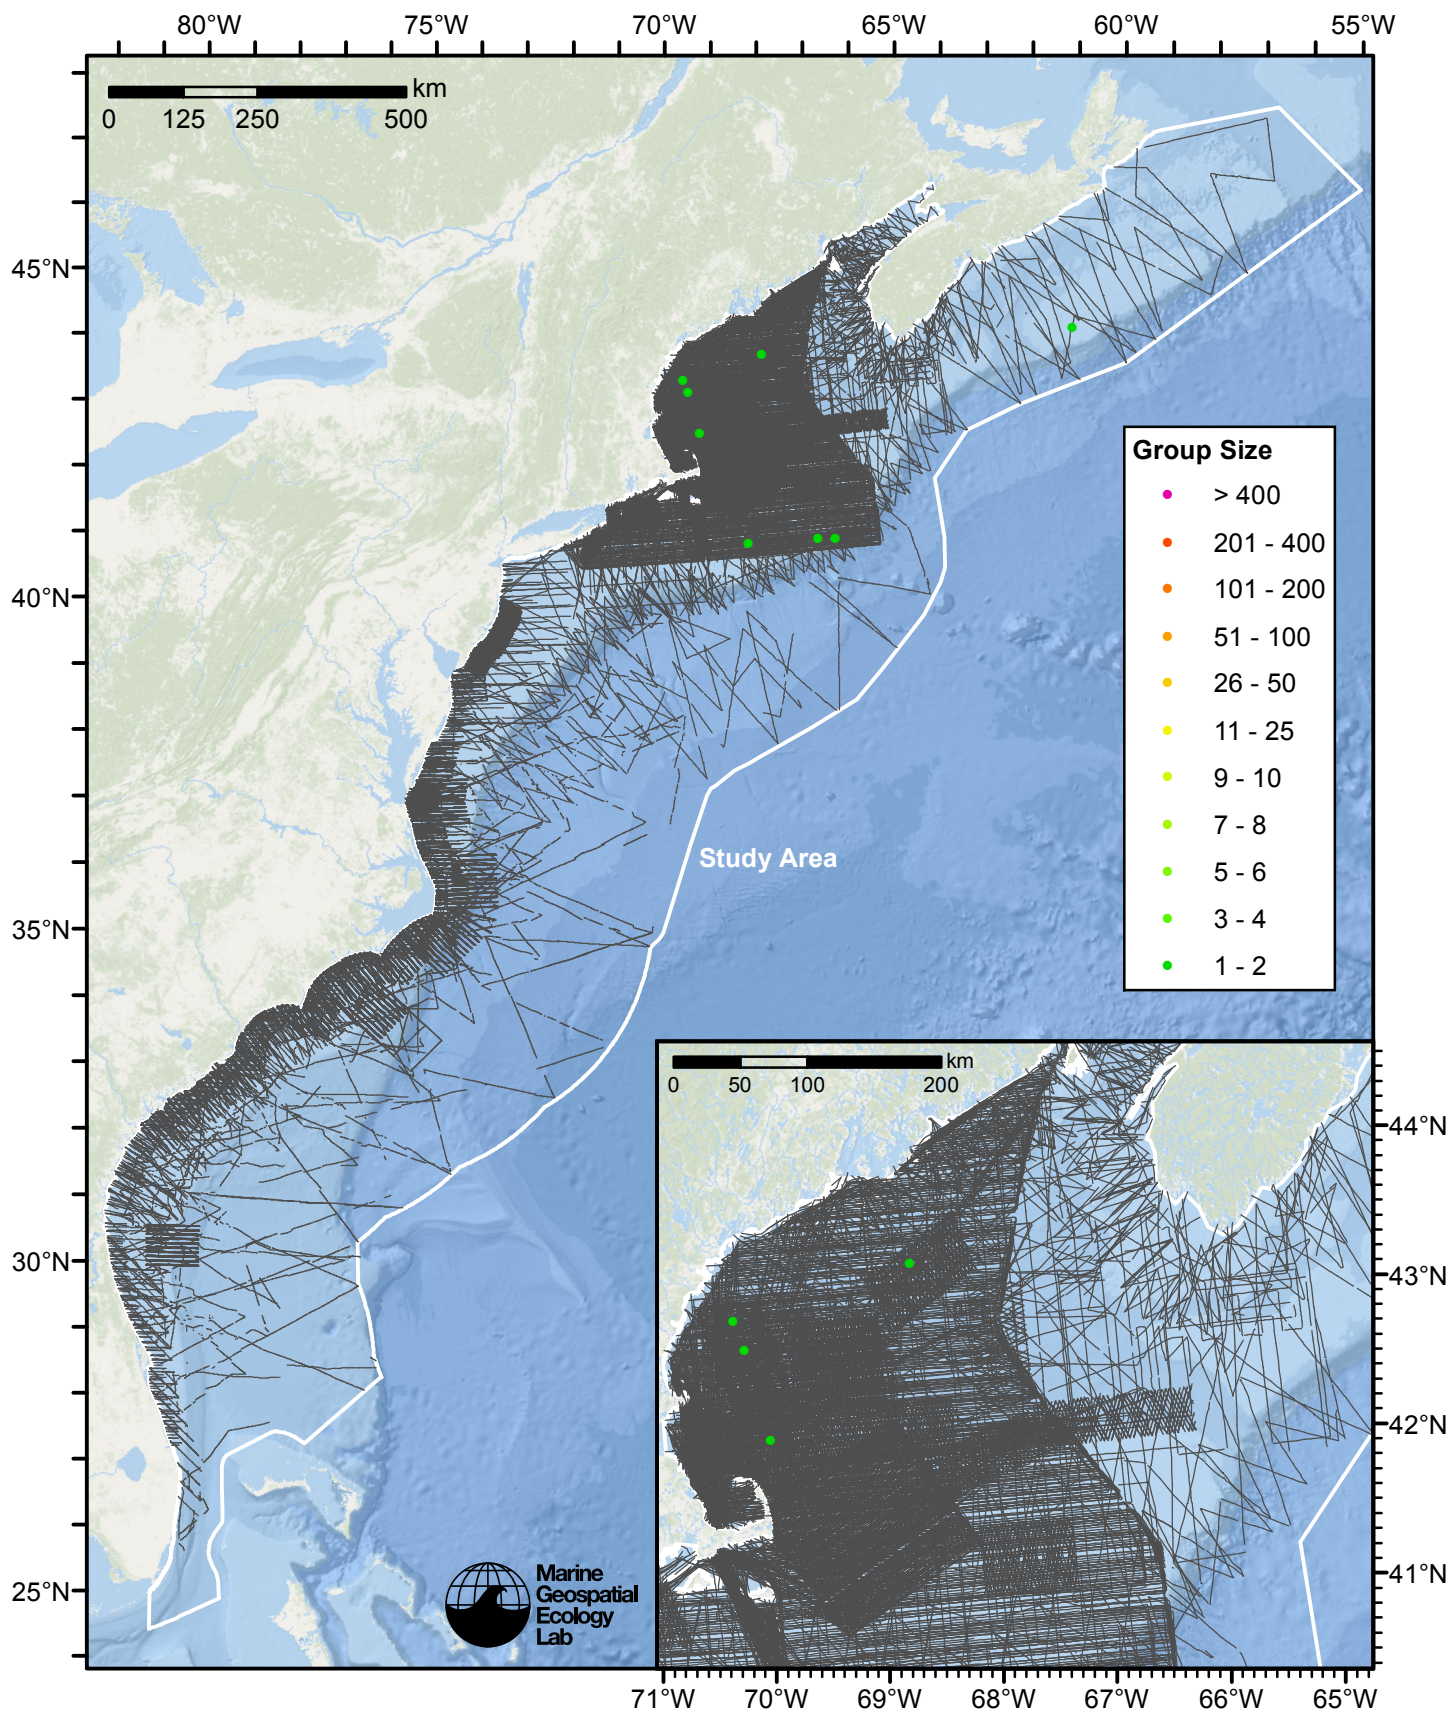 80°W 75°W 70°W 65°W 60°W 55°W
km
0 125 250 500
45°N
40°N
35°N
30°N
25°N
Group Size
> 400
201 - 400
101 - 200
51 - 100
26 - 50
11 - 25
9 - 10
7 - 8
5 - 6
3 - 4
1 - 2
Study Area
km
0 50 100 200
44°N
43°N
42°N
41°N
Marine
Geospatial
Ecology
Lab
71°W 70°W 69°W 68°W 67°W 66°W 65°W